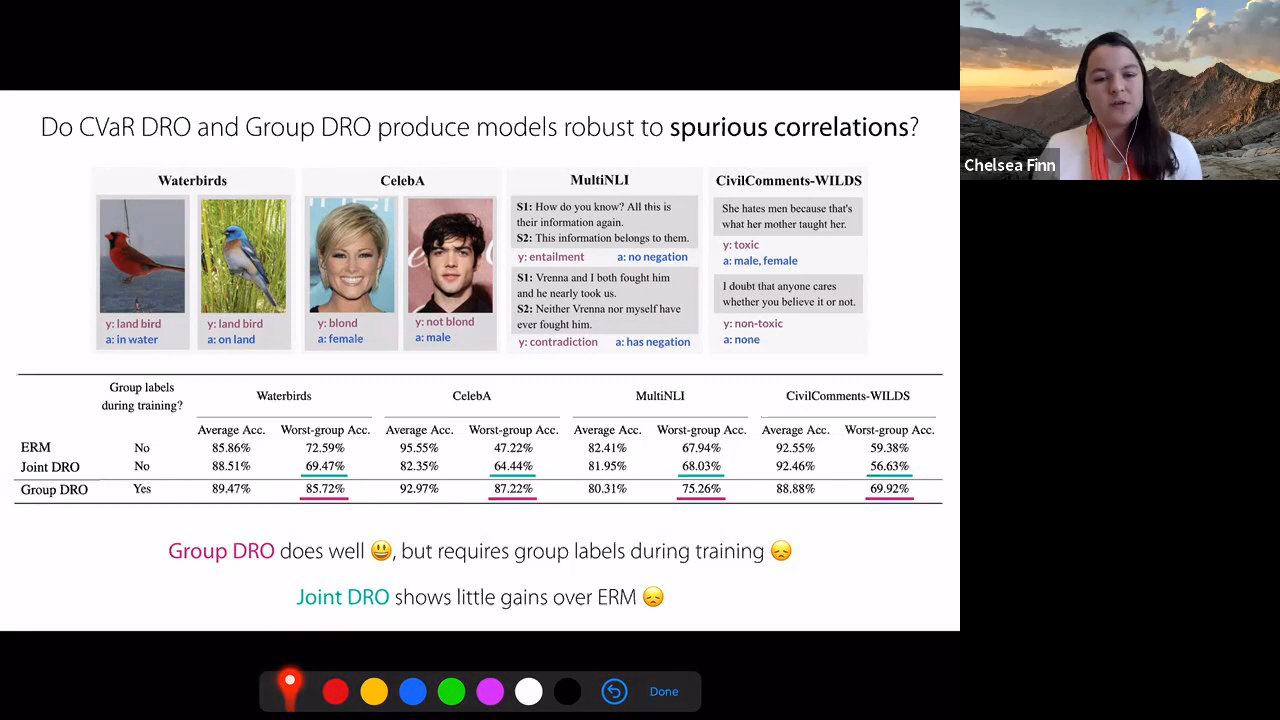 Do CVaR DRO and Group DRO produce models robust to spurious correlations?
Waterbirds
y: land bird
a: in water
y: land bird
a: on land
CelebA
y: blond
a: female
y: not blond
a: male
MultiNLI
S1: How do you know? All this is
their information again.
S2: This information belongs to them.
y: entailment a: no negation
S1: Vrenna and I both fought him
and he nearly took us.
S2: Neither Vrenna nor myself have
ever fought him.
y: contradiction a: has negation
CivilComments-WILDS
She hates men because that's
what her mother taught her.
y: toxic
a: male, female
I doubt that anyone cares
whether you believe it or not.
y: non-toxic
a: none
Group labels
during training?
Waterbirds CelebA MultiNLI CivilComments-WILDS
Average Acc. Worst-group Acc. Average Acc. Worst-group Acc. Average Acc. Worst-group Acc. Average Acc. Worst-group Acc.
ERM No 85.86% 72.59% 95.55% 47.22% 82.41% 67.94% 92.55% 59.38%
Joint DRO No 88.51% 69.47% 82.35% 64.44% 81.95% 68.03% 92.46% 56.63%
Group DRO Yes 89.47% 85.72% 92.97% 87.22% 80.31% 75.26% 88.88% 69.92%
Group DRO does well 😃, but requires group labels during training 😞
Joint DRO shows little gains over ERM 😞
Chelsea Finn
Done